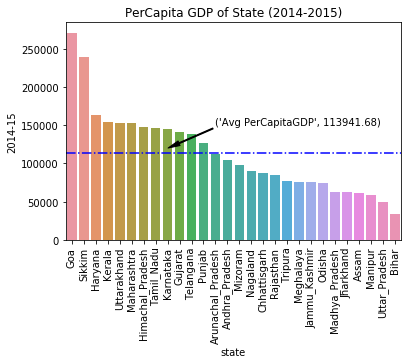 PerCapita GDP of State (2014-2015)
250000
200000
150000
100000
50000
0
2014-15
('Avg PerCapitaGDP', 113941.68)
Goa
Sikkim
Haryana
Kerala
Uttarakhand
Maharashtra
Himachal_Pradesh
Tamil_Nadu
Karnataka
Gujarat
Telangana
Punjab
Arunachal_Pradesh
Andhra_Pradesh
Mizoram
Nagaland
Chhattisgarh
Rajasthan
Tripura
Meghalaya
Jammu_Kashmir
Odisha
Madhya_Pradesh
Jharkhand
Assam
Manipur
Uttar_Pradesh
Bihar
state